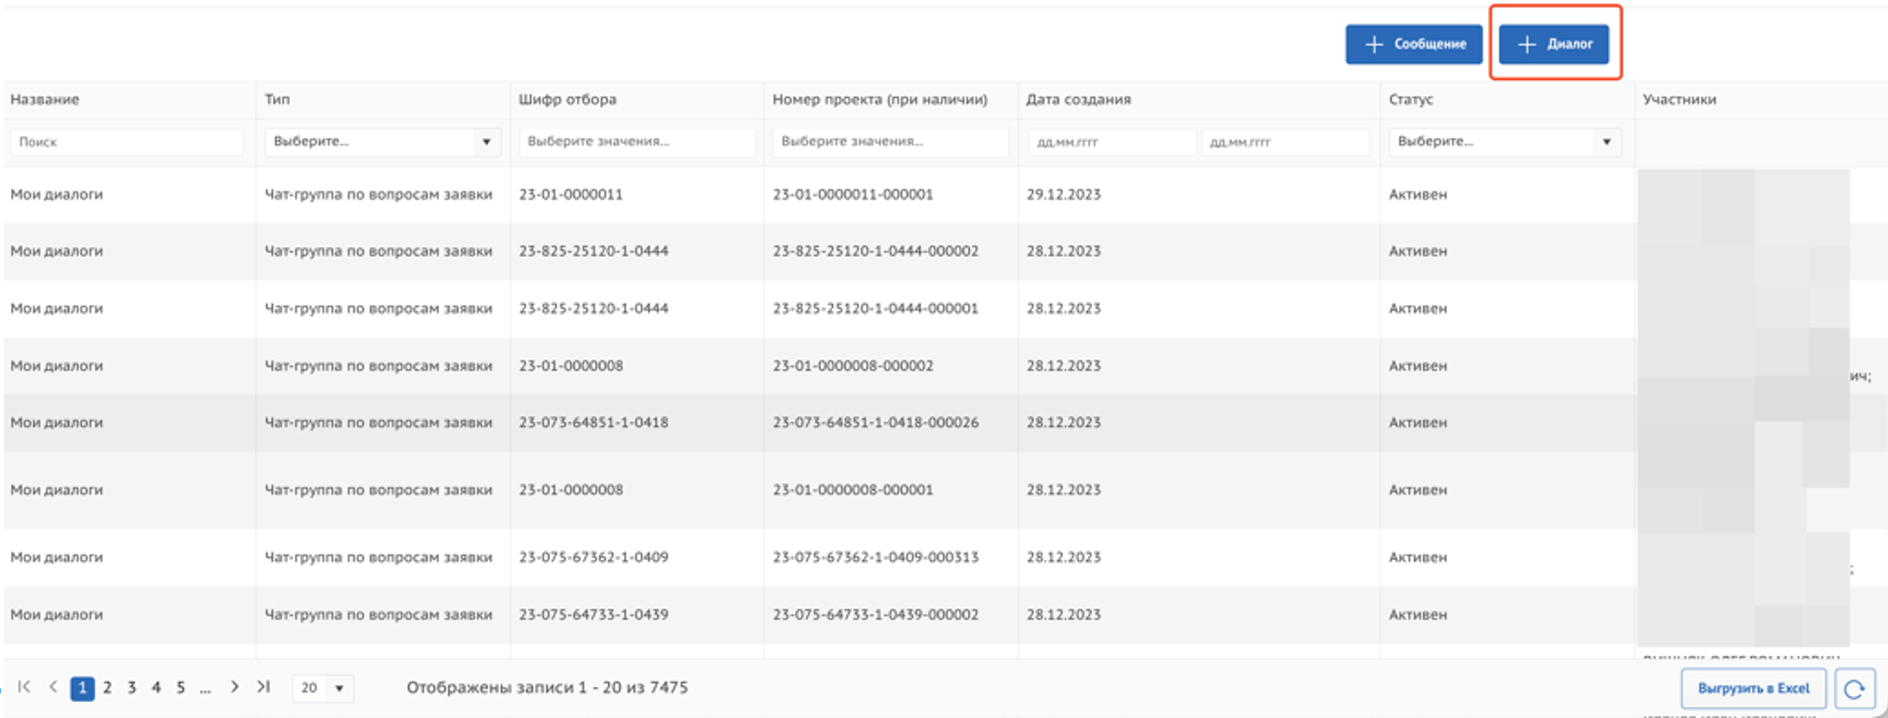 Сообщение Диалог
Название Тип Шифр отбора Номер проекта (при наличии) Дата создания Статус Участники
Поиск Выберите... Выберите значения... Выберите значения... дд.мм.гггг дд.мм.гггг Выберите...
Мои диалоги Чат-группа по вопросам заявки 23-01-0000011 23-01-0000011-000001 29.12.2023 Активен
Мои диалоги Чат-группа по вопросам заявки 23-825-25120-1-0444 23-825-25120-1-0444-000002 28.12.2023 Активен
Мои диалоги Чат-группа по вопросам заявки 23-825-25120-1-0444 23-825-25120-1-0444-000001 28.12.2023 Активен
Мои диалоги Чат-группа по вопросам заявки 23-01-0000008 23-01-0000008-000002 28.12.2023 Активен
ич;
Мои диалоги Чат-группа по вопросам заявки 23-073-64851-1-0418 23-073-64851-1-0418-000026 28.12.2023 Активен
Мои диалоги Чат-группа по вопросам заявки 23-01-0000008 23-01-0000008-000001 28.12.2023 Активен
Мои диалоги Чат-группа по вопросам заявки 23-075-67362-1-0409 23-075-67362-1-0409-000313 28.12.2023 Активен
;
Мои диалоги Чат-группа по вопросам заявки 23-075-64733-1-0439 23-075-64733-1-0439-000002 28.12.2023 Активен
1 2 3 4 5 ... 20 Отображены записи 1 - 20 из 7475 Выгрузить в Excel